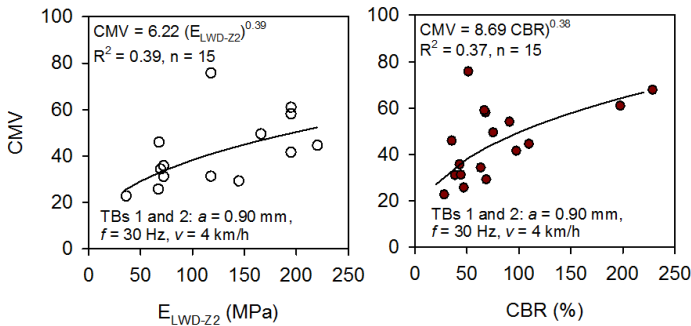 CMV = 6.22 (E_LWD-Z2)^0.39
R² = 0.39, n = 15
100
80
60
40
20
0
CMV
TBs 1 and 2: a = 0.90 mm,
f = 30 Hz, v = 4 km/h
0 50 100 150 200 250
E_LWD-Z2 (MPa)
CMV = 8.69 CBR)^0.38
R² = 0.37, n = 15
100
80
60
40
20
0
TBs 1 and 2: a = 0.90 mm,
f = 30 Hz, v = 4 km/h
0 50 100 150 200 250
CBR (%)